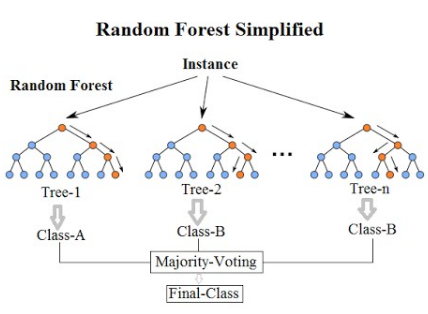 Random Forest Simplified
Instance
Random Forest
...
Tree-1
Tree-2
Tree-n
Class-A
Class-B
Class-B
Majority-Voting
Final-Class